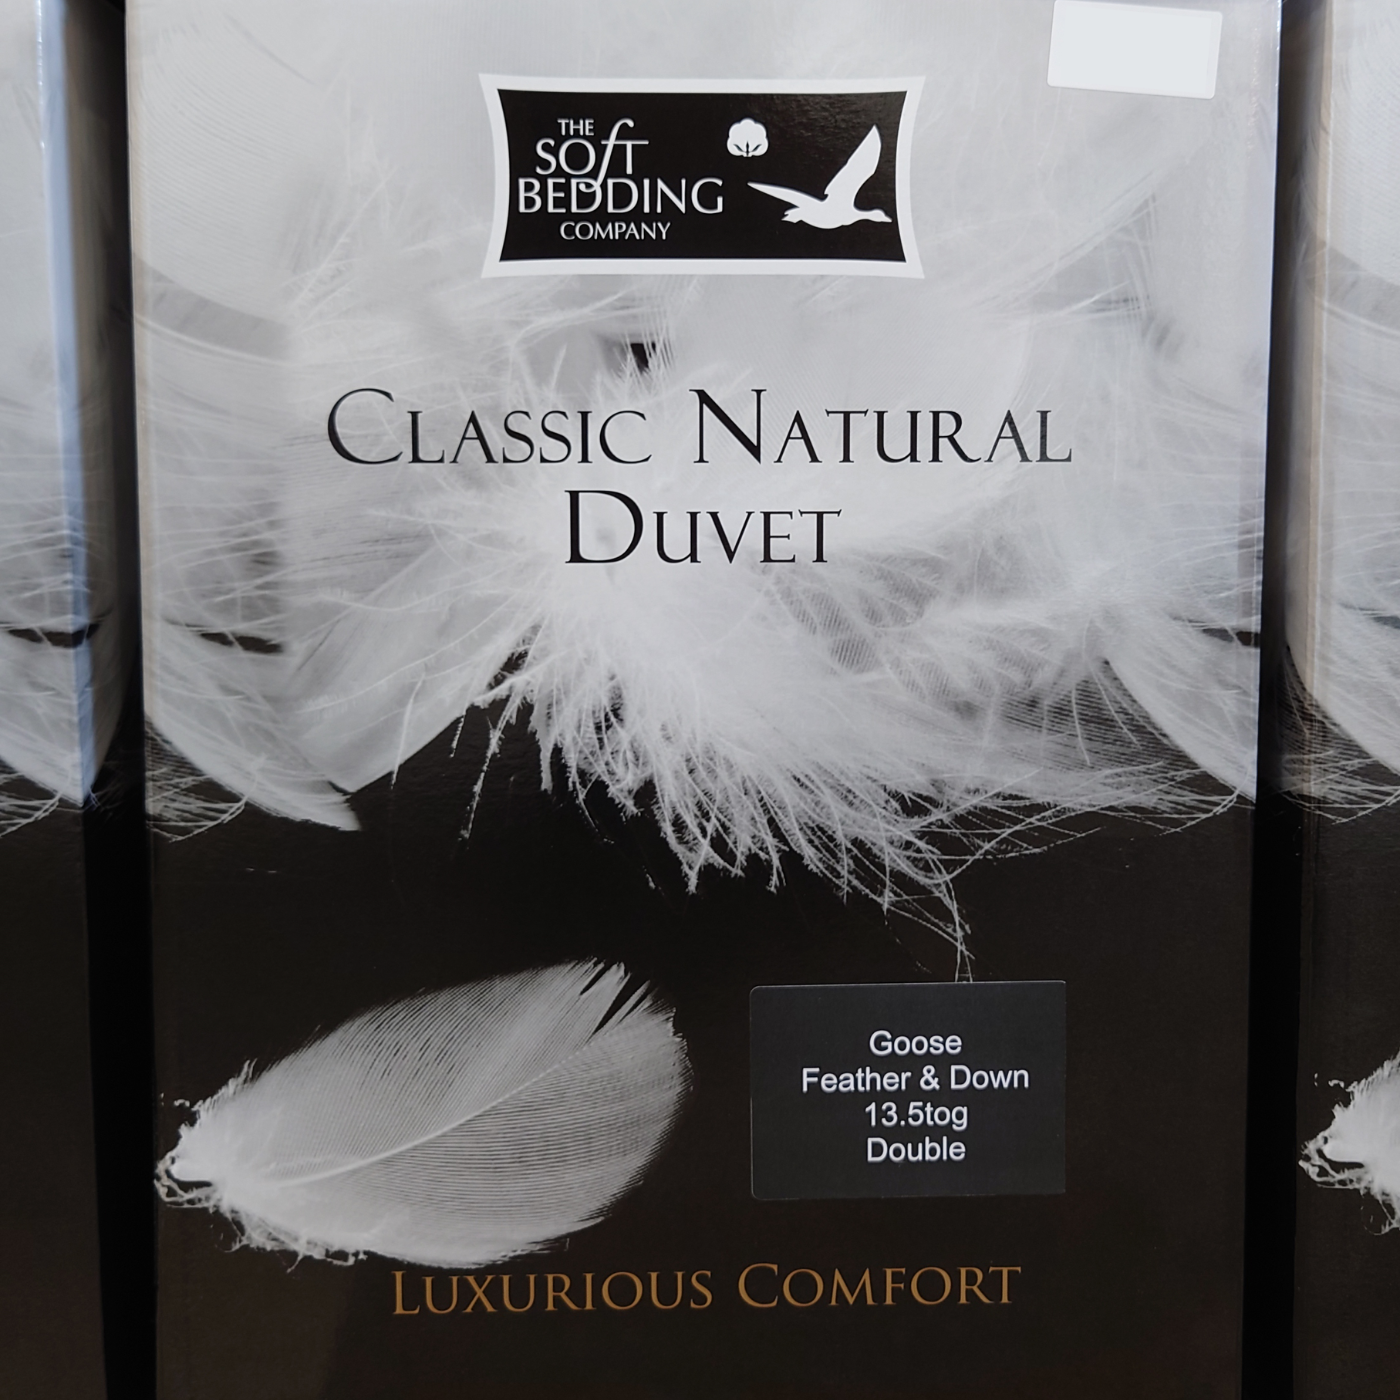 THE
SOfT
BEDDING
COMPANY
CLASSIC NATURAL
DUVET
Goose
Feather & Down
13.5tog
Double
LUXURIOUS COMFORT